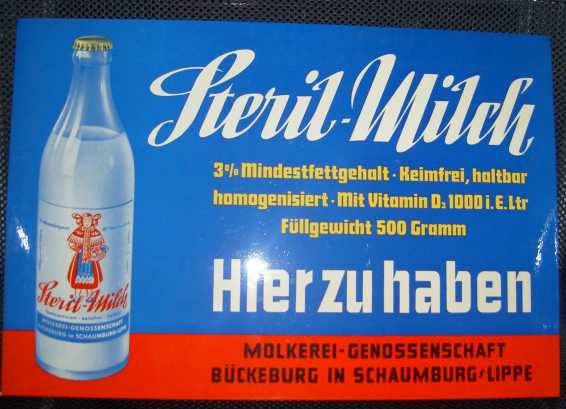 Steril-Milch
3% Mindestfettgehalt · Keimfrei, haltbar
homogenisiert · Mit Vitamin D₃ 1000 i.E. Ltr
Füllgewicht 500 Gramm
Hier zu haben
MOLKEREI-GENOSSENSCHAFT
BÜCKEBURG IN SCHAUMBURG/LIPPE
Steril-Milch
MOLKEREI-GENOSSENSCHAFT
BÜCKEBURG in SCHAUMBURG-LIPPE